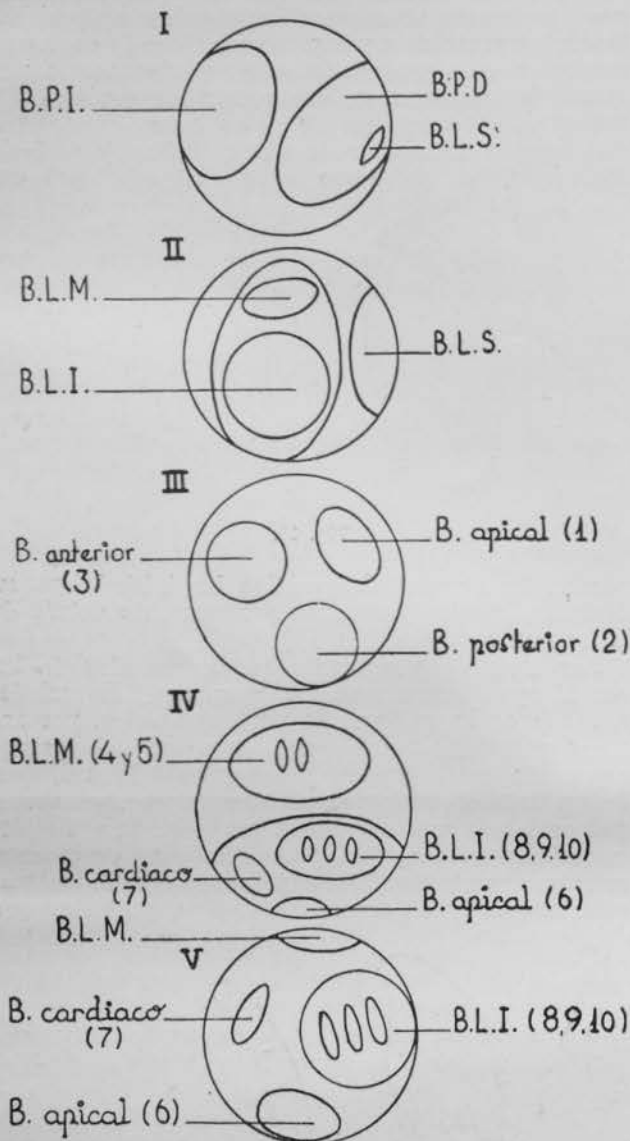 I
B.P.I.
B.P.D
B.L.S.
II
B.L.M.
B.L.S.
B.L.I.
III
B. anterior
(3)
B. apical (1)
B. posterior (2)
IV
B.L.M. (4 y 5)
B.L.I. (8,9.10)
B. cardiaco
(7)
B. apical (6)
B.L.M.
V
B. cardiaco
(7)
B.L.I. (8,9,10)
B. apical (6)